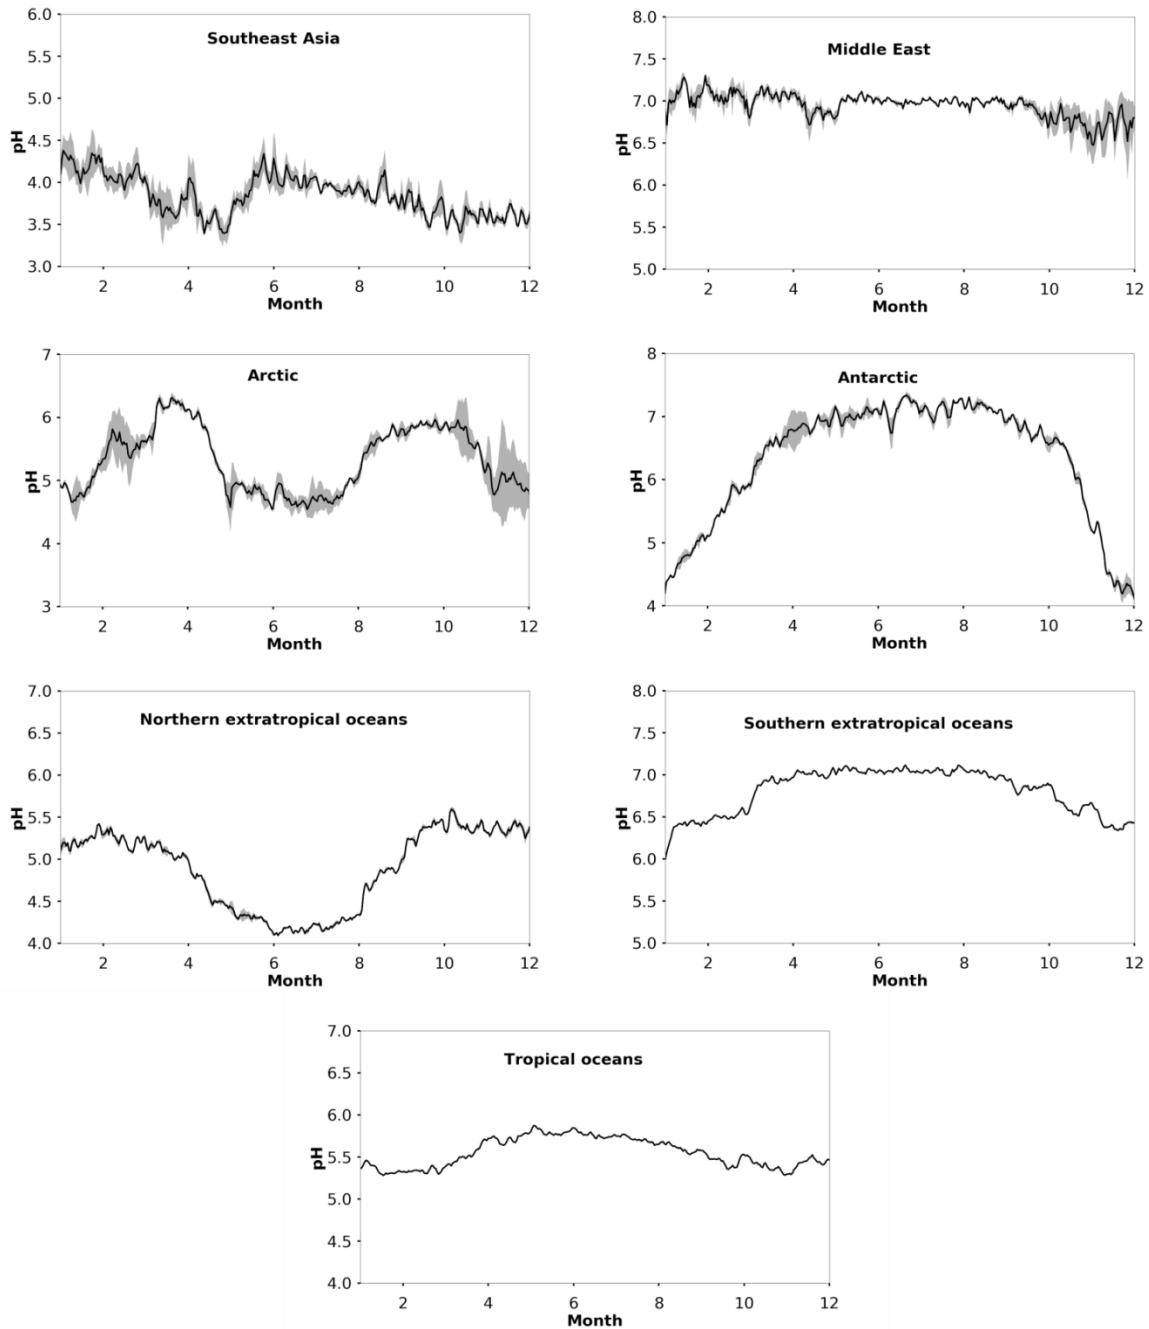 Southeast Asia
6.0
5.5
5.0
4.5
4.0
3.5
3.0
pH
2 4 6 8 10 12
Month
Middle East
8.0
7.5
7.0
6.5
6.0
5.5
5.0
pH
2 4 6 8 10 12
Month
Arctic
7
6
5
4
3
pH
2 4 6 8 10 12
Month
Antarctic
8
7
6
5
4
pH
2 4 6 8 10 12
Month
Northern extratropical oceans
7.0
6.5
6.0
5.5
5.0
4.5
4.0
pH
2 4 6 8 10 12
Month
Southern extratropical oceans
8.0
7.5
7.0
6.5
6.0
5.5
5.0
pH
2 4 6 8 10 12
Month
Tropical oceans
7.0
6.5
6.0
5.5
5.0
4.5
4.0
pH
2 4 6 8 10 12
Month